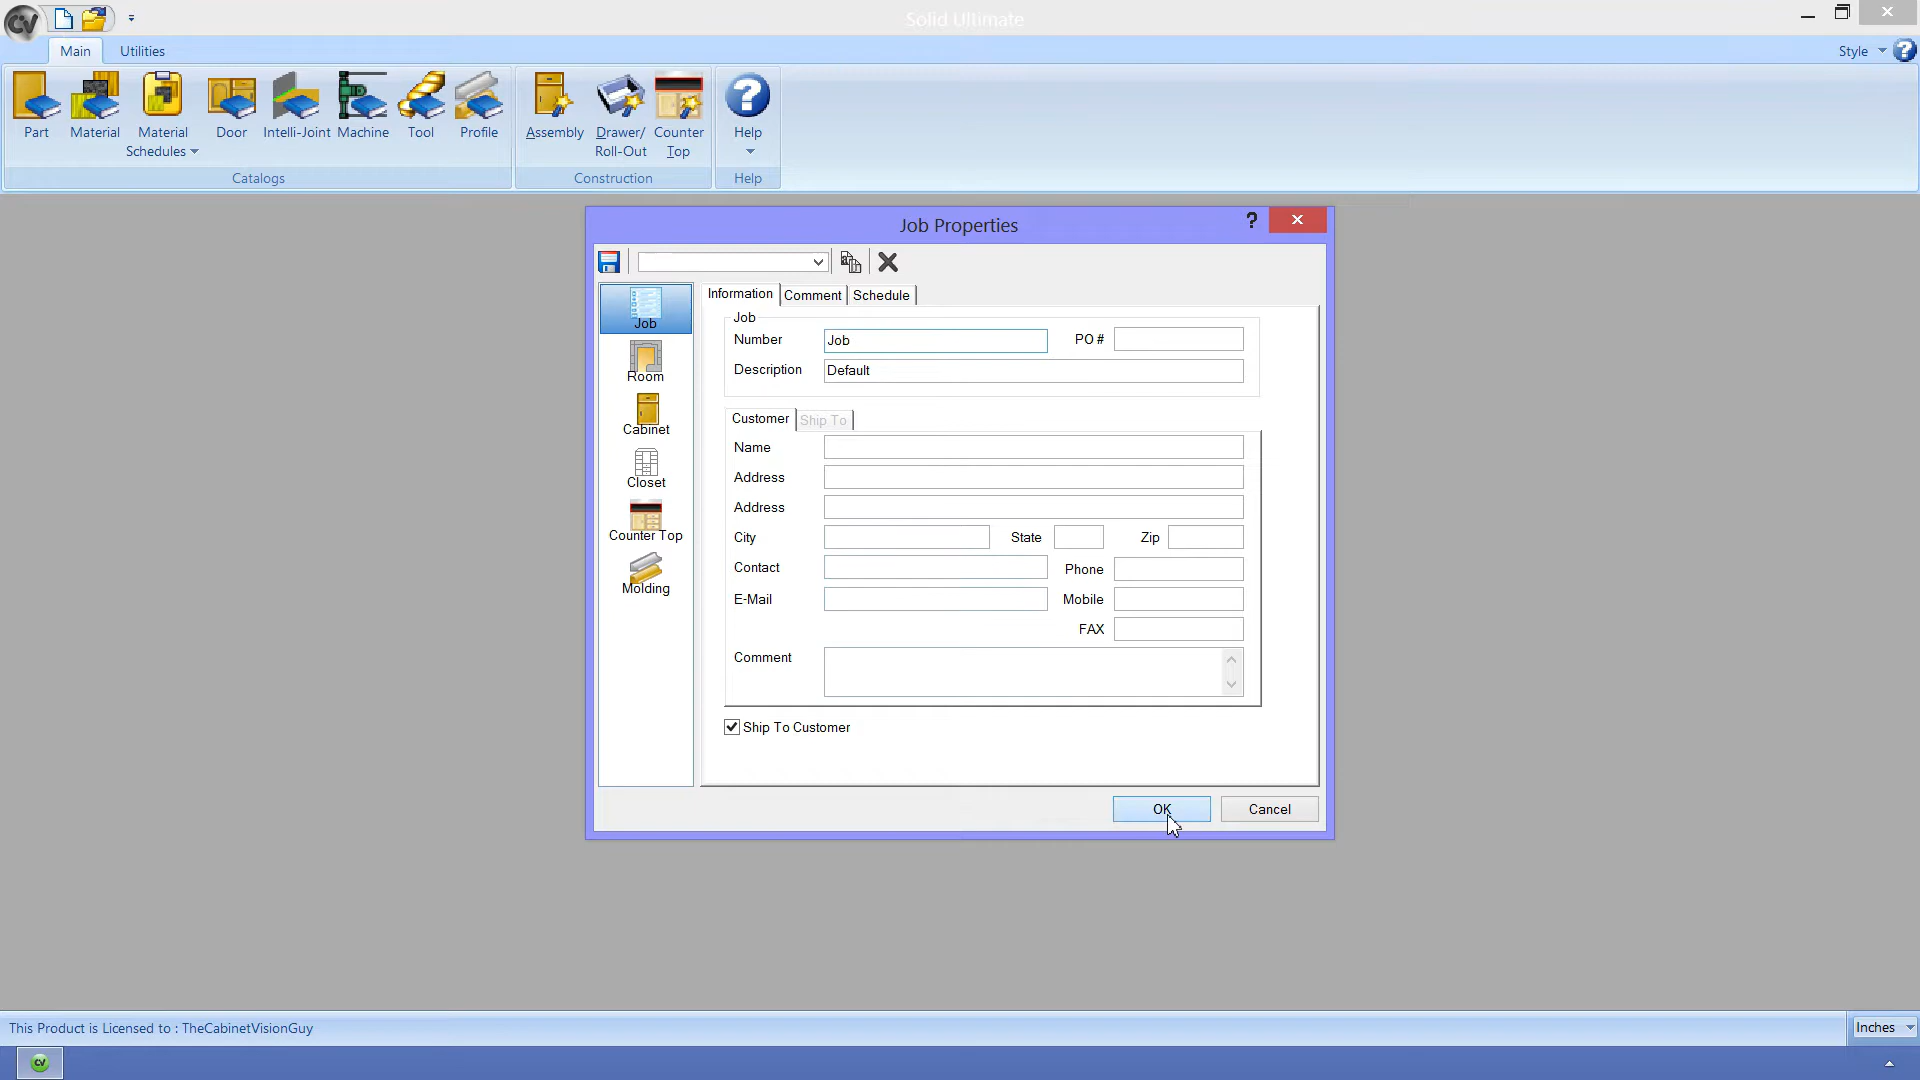 CV
Solid Ultimate
Main
Utilities
Style
?
Part
Material
Material
Schedules
Door
Intelli-Joint
Machine
Tool
Profile
Assembly
Drawer/
Roll-Out
Counter
Top
Help
Catalogs
Construction
Help
Job Properties
?
Job
Room
Cabinet
Closet
Counter Top
Molding
Information
Comment
Schedule
Job
Number
Job
PO #
Description
Default
Customer
Ship To
Name
Address
Address
City
State
Zip
Contact
Phone
E-Mail
Mobile
FAX
Comment
Ship To Customer
OK
Cancel
This Product is Licensed to : TheCabinetVisionGuy
Inches
CV